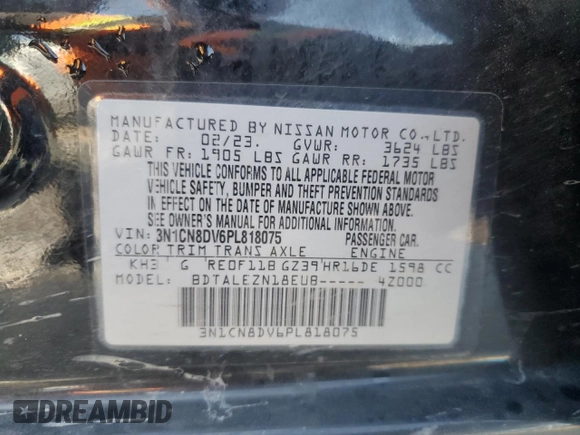 MANUFACTURED BY NISSAN MOTOR CO.,LTD.
DATE: 02/23. GVWR: 3624 LBS
GAWR FR: 1905 LBS GAWR RR: 1735 LBS
THIS VEHICLE CONFORMS TO ALL APPLICABLE FEDERAL MOTOR
VEHICLE SAFETY, BUMPER AND THEFT PREVENTION STANDARDS
IN EFFECT ON THE DATE OF MANUFACTURE SHOWN ABOVE.
SEE OWNER'S MANUAL FOR ADDITIONAL INFORMATION.
VIN: 3N1CN8DV6PL818075 PASSENGER CAR.
COLOR TRIM TRANS AXLE ENGINE
KH3 G RE0F11B GZ39 HR16DE 1598 CC
MODEL: BDTALEZN18EUB----- 4Z000
3N1CN8DV6PL818075
DREAMBID